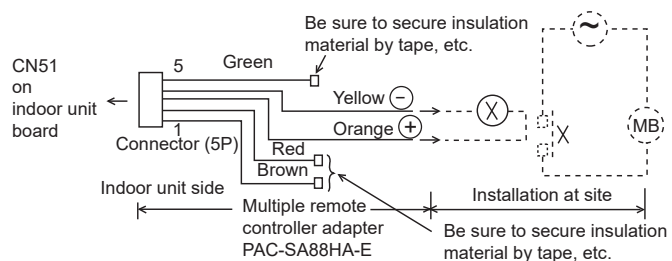 Be sure to secure insulation
material by tape, etc.
CN51
on
indoor unit
board
5
Green
Yellow −
X
Orange +
X
MB
~
1
Connector (5P)
Red
Brown
Indoor unit side
Installation at site
Multiple remote
controller adapter
PAC-SA88HA-E
Be sure to secure insulation
material by tape, etc.